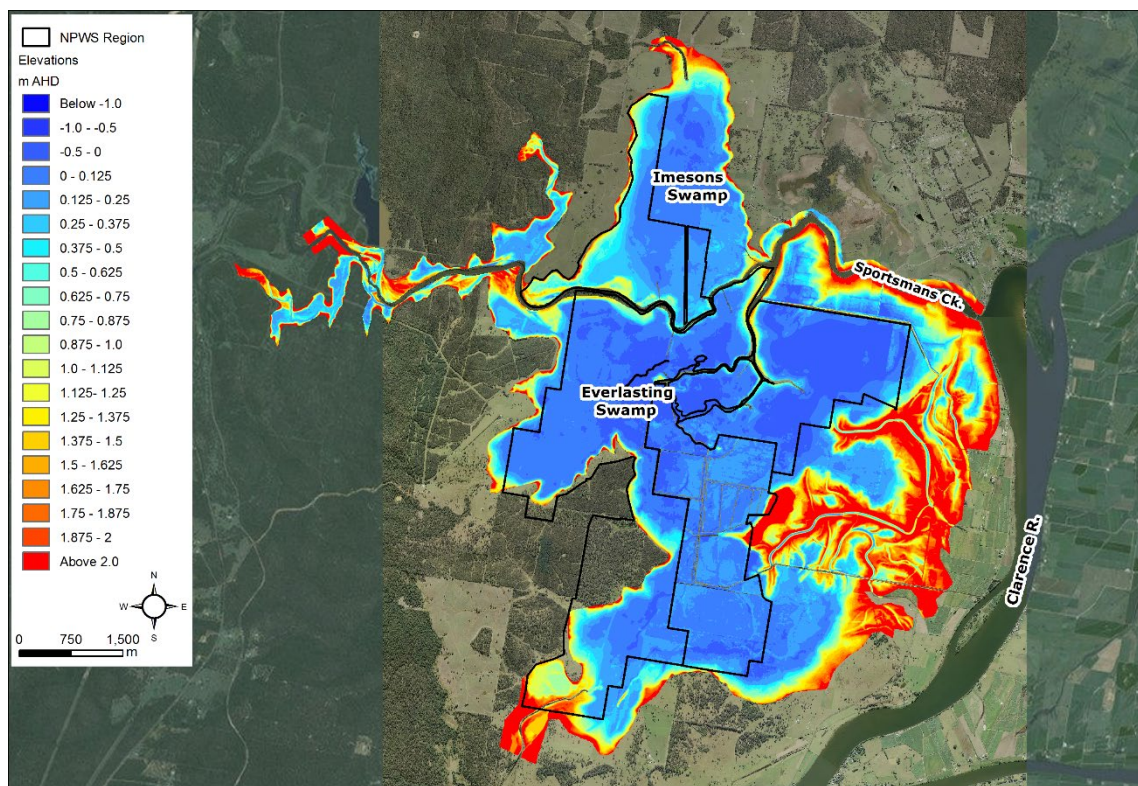 NPWS Region
Elevations
m AHD
Below -1.0
-1.0 - -0.5
-0.5 - 0
0 - 0.125
0.125 - 0.25
0.25 - 0.375
0.375 - 0.5
0.5 - 0.625
0.625 - 0.75
0.75 - 0.875
0.875 - 1.0
1.0 - 1.125
1.125- 1.25
1.25 - 1.375
1.375 - 1.5
1.5 - 1.625
1.625 - 1.75
1.75 - 1.875
1.875 - 2
Above 2.0
N
W E
S
0 750 1,500
m
Imesons
Swamp
Sportsmans Ck.
Everlasting
Swamp
Clarence R.